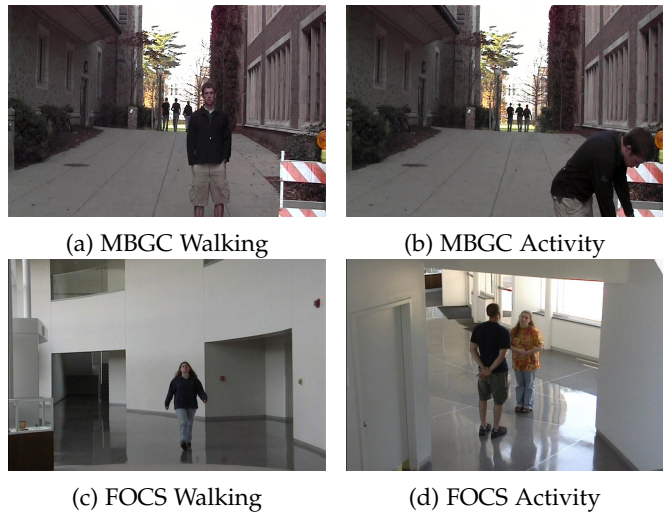 (a) MBGC Walking
(b) MBGC Activity
(c) FOCS Walking
(d) FOCS Activity